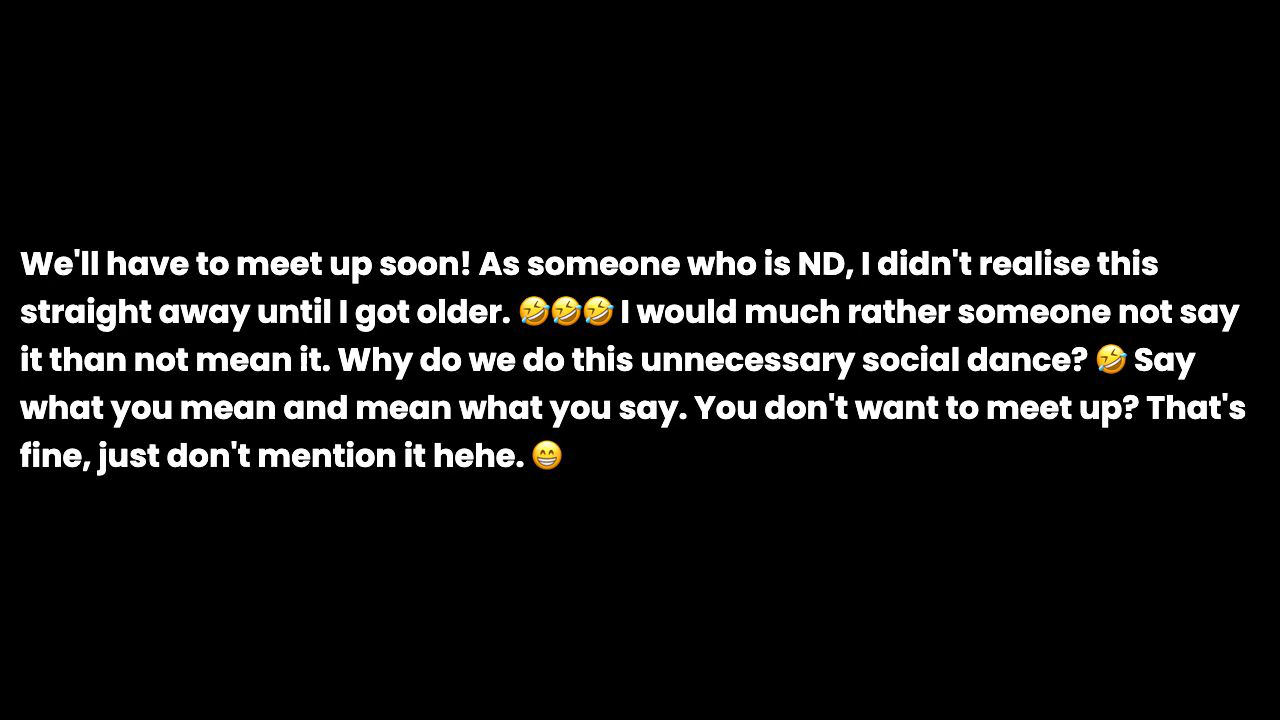 We'll have to meet up soon! As someone who is ND, I didn't realise this
straight away until I got older. 🤣🤣🤣 I would much rather someone not say
it than not mean it. Why do we do this unnecessary social dance? 🤣 Say
what you mean and mean what you say. You don't want to meet up? That's
fine, just don't mention it hehe. 😁